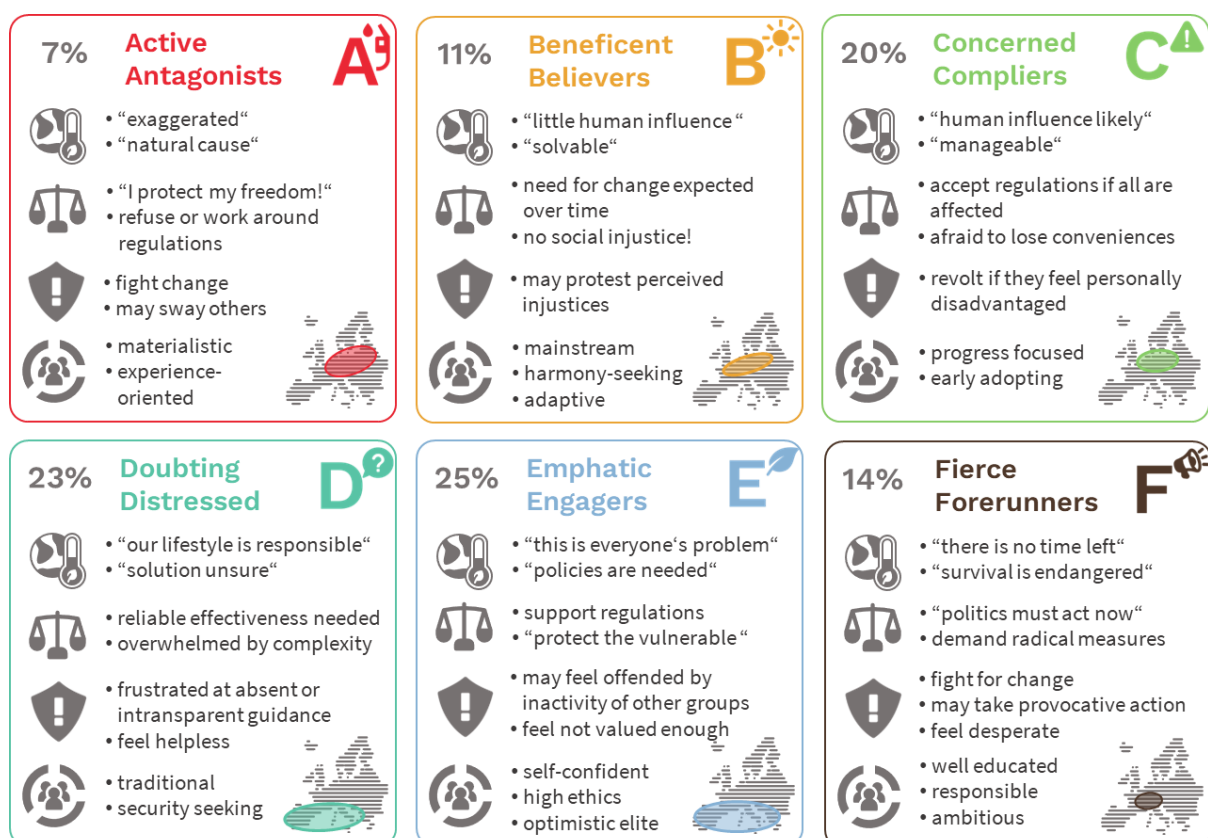 7%
Active
Antagonists
A
• “exaggerated“
• “natural cause“
• “I protect my freedom!“
• refuse or work around
regulations
• fight change
• may sway others
• materialistic
• experience-
oriented
11%
Beneficent
Believers
B
• “little human influence “
• “solvable“
• need for change expected
over time
• no social injustice!
• may protest perceived
injustices
• mainstream
• harmony-seeking
• adaptive
20%
Concerned
Compliers
C
• “human influence likely“
• “manageable“
• accept regulations if all are
affected
• afraid to lose conveniences
• revolt if they feel personally
disadvantaged
• progress focused
• early adopting
23%
Doubting
Distressed
D
?
• “our lifestyle is responsible“
• “solution unsure“
• reliable effectiveness needed
• overwhelmed by complexity
• frustrated at absent or
intransparent guidance
• feel helpless
• traditional
• security seeking
25%
Emphatic
Engagers
E
• “this is everyone‘s problem“
• “policies are needed“
• support regulations
• “protect the vulnerable“
• may feel offended by
inactivity of other groups
• feel not valued enough
• self-confident
• high ethics
• optimistic elite
14%
Fierce
Forerunners
F
• “there is no time left“
• “survival is endangered“
• “politics must act now“
• demand radical measures
• fight for change
• may take provocative action
• feel desperate
• well educated
• responsible
• ambitious